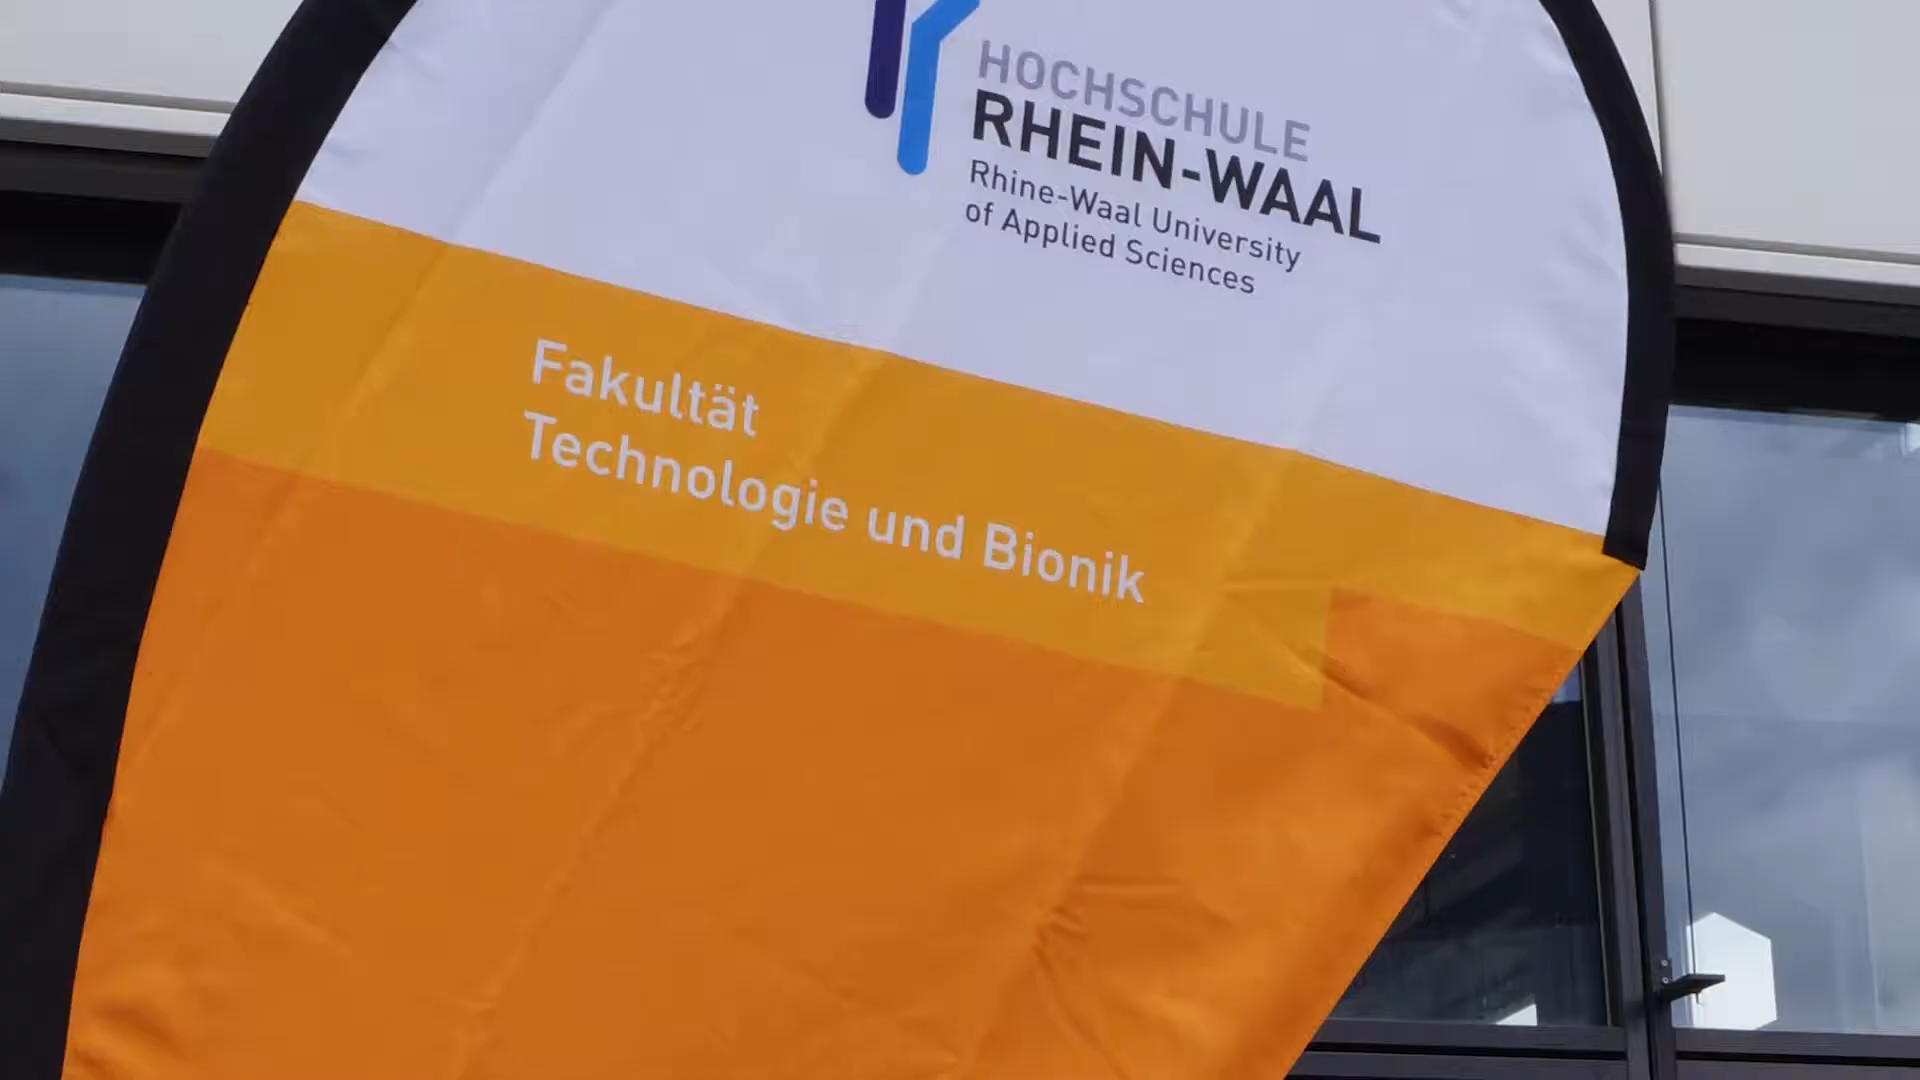 HOCHSCHULE
RHEIN-WAAL
Rhine-Waal University
of Applied Sciences
Fakultät
Technologie und Bionik